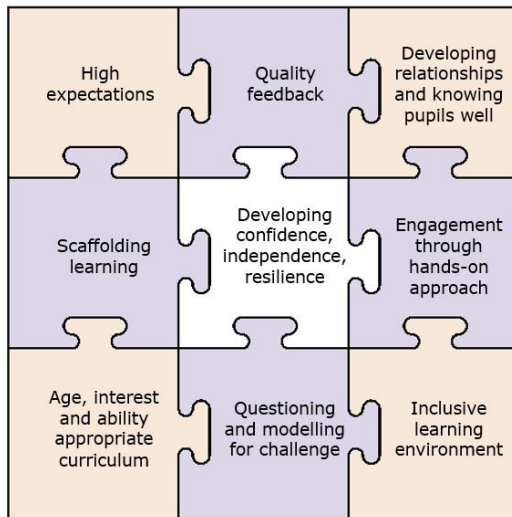 High
expectations
Quality
feedback
Developing
relationships
and knowing
pupils well
Scaffolding
learning
Developing
confidence,
independence,
resilience
Engagement
through
hands-on
approach
Age, interest
and ability
appropriate
curriculum
Questioning
and modelling
for challenge
Inclusive
learning
environment